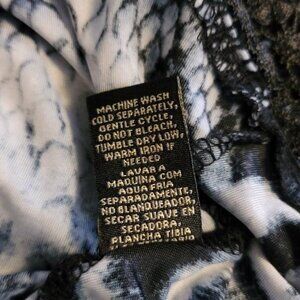 MACHINE WASH
COLD SEPARATELY,
GENTLE CYCLE,
DO NOT BLEACH,
TUMBLE DRY LOW,
WARM IRON IF
NEEDED
LAVAR A
MAQUINA COM
AGUA FRIA
SEPARADAMENTE,
NO BLANQUEADOR,
SECAR SUAVE EN
SECADORA,
PLANCHA TIBIA